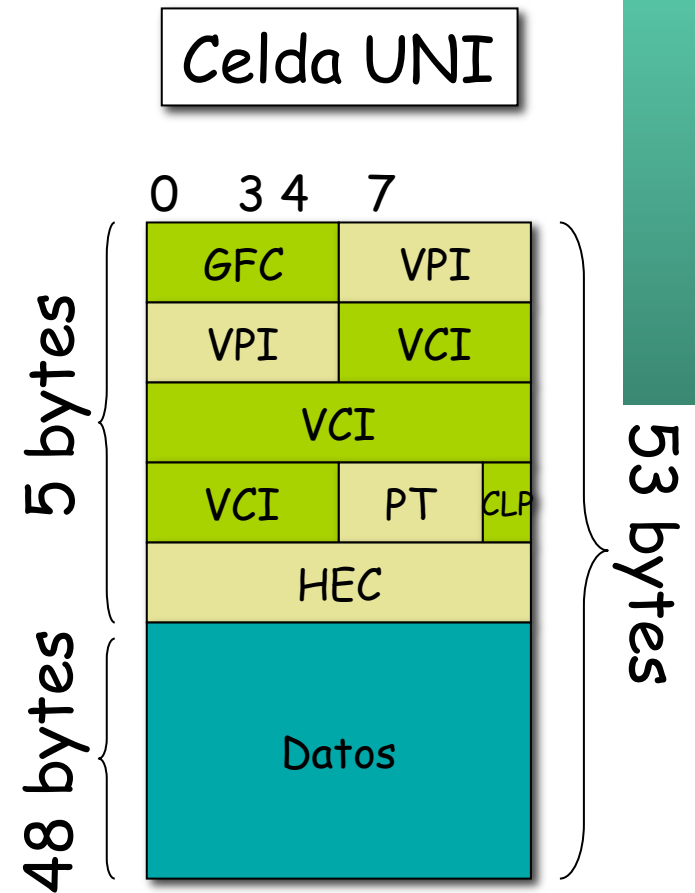 Celda UNI
0 3 4 7
GFC VPI
VPI VCI
VCI
VCI PT CLP
HEC
Datos
5 bytes
48 bytes
53 bytes